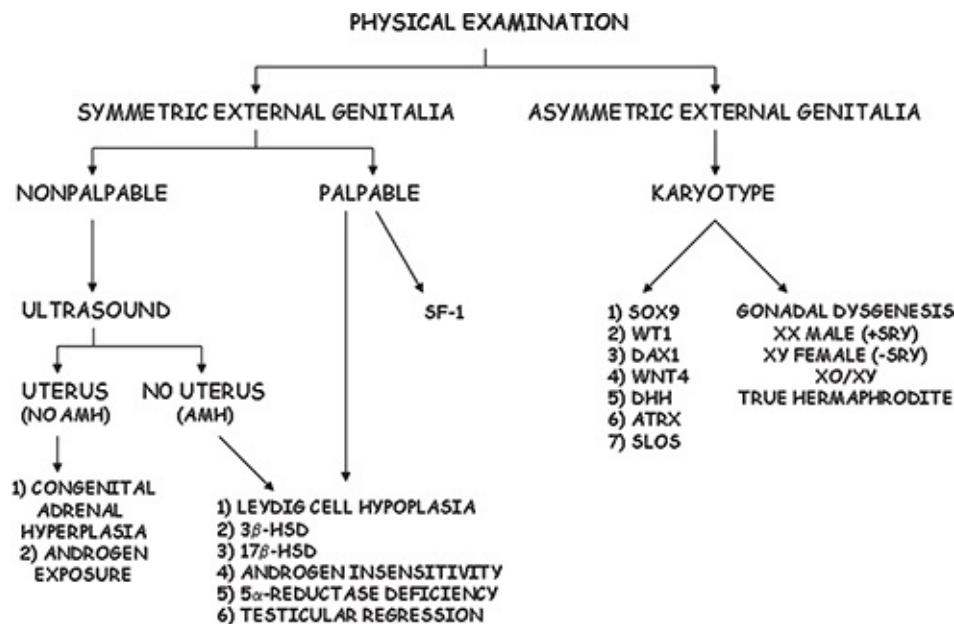 PHYSICAL EXAMINATION
SYMMETRIC EXTERNAL GENITALIA
ASYMMETRIC EXTERNAL GENITALIA
NONPALPABLE
PALPABLE
KARYOTYPE
ULTRASOUND
SF-1
UTERUS
(NO AMH)
NO UTERUS
(AMH)
1) CONGENITAL
ADRENAL
HYPERPLASIA
2) ANDROGEN
EXPOSURE
1) LEYDIG CELL HYPOPLASIA
2) 3β-HSD
3) 17β-HSD
4) ANDROGEN INSENSITIVITY
5) 5α-REDUCTASE DEFICIENCY
6) TESTICULAR REGRESSION
1) SOX9
2) WT1
3) DAX1
4) WNT4
5) DHH
6) ATRX
7) SLOS
GONADAL DYSGENESIS
XX MALE (+SRY)
XY FEMALE (-SRY)
XO/XY
TRUE HERMAPHRODITE